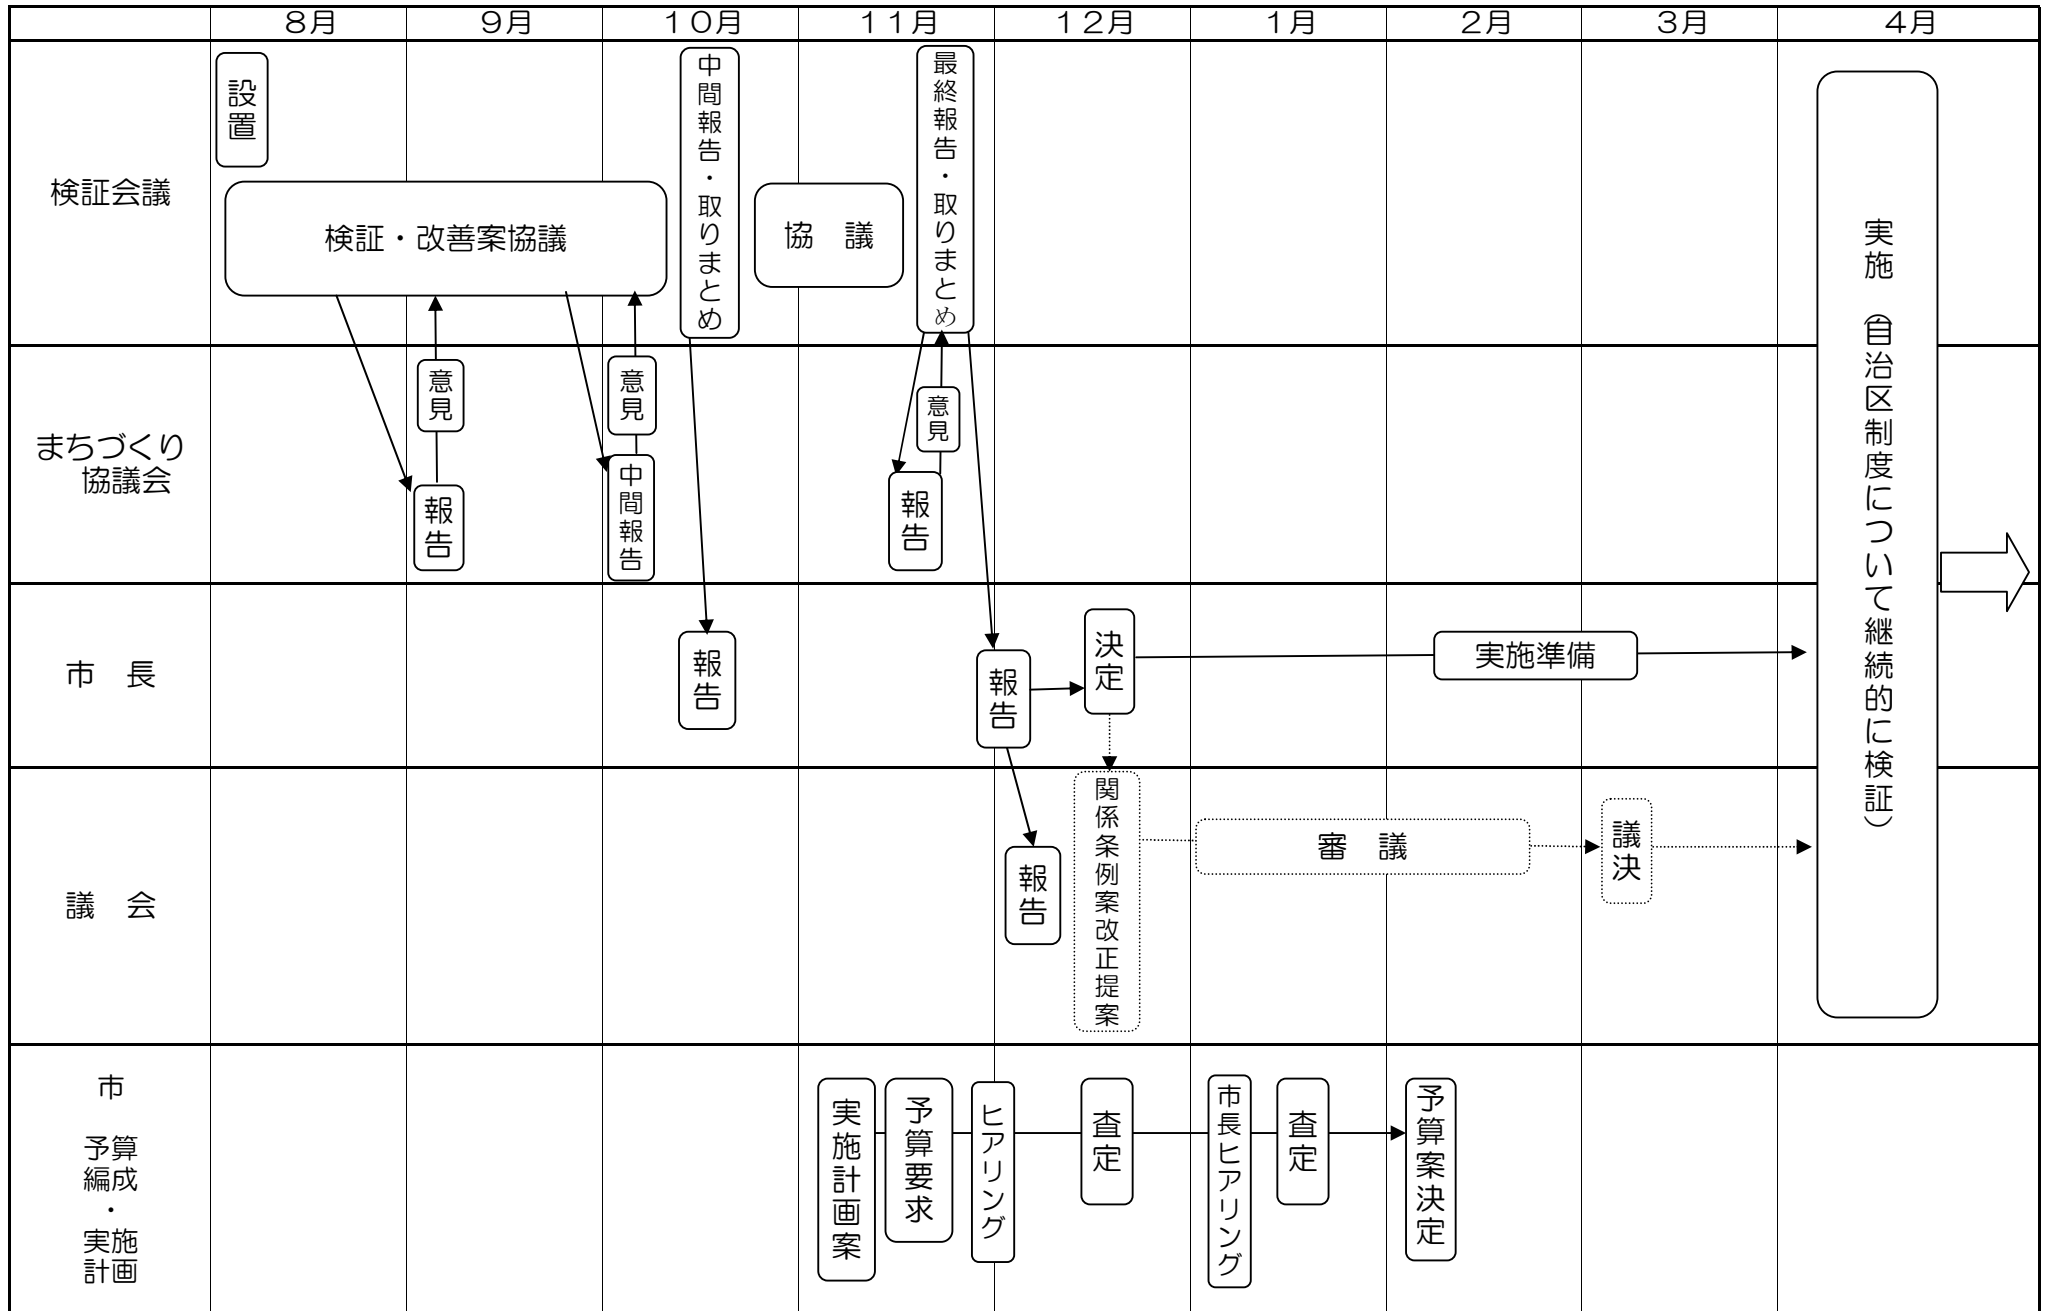 8月 9月 10月 11月 12月 1月 2月 3月 4月
検証会議
設置
検証・改善案協議
中間報告・取りまとめ
協　議
最終報告・取りまとめ
実施（自治区制度について継続的に検証）
まちづくり
協議会
意見
報告
意見
中間報告
意見
報告
市　長
報告
報告
決定
実施準備
議　会
報告
関係条例案改正提案
審　議
議決
市
予算
編成
・
実施
計画
実施計画案
予算要求
ヒアリング
査定
市長ヒアリング
査定
予算案決定